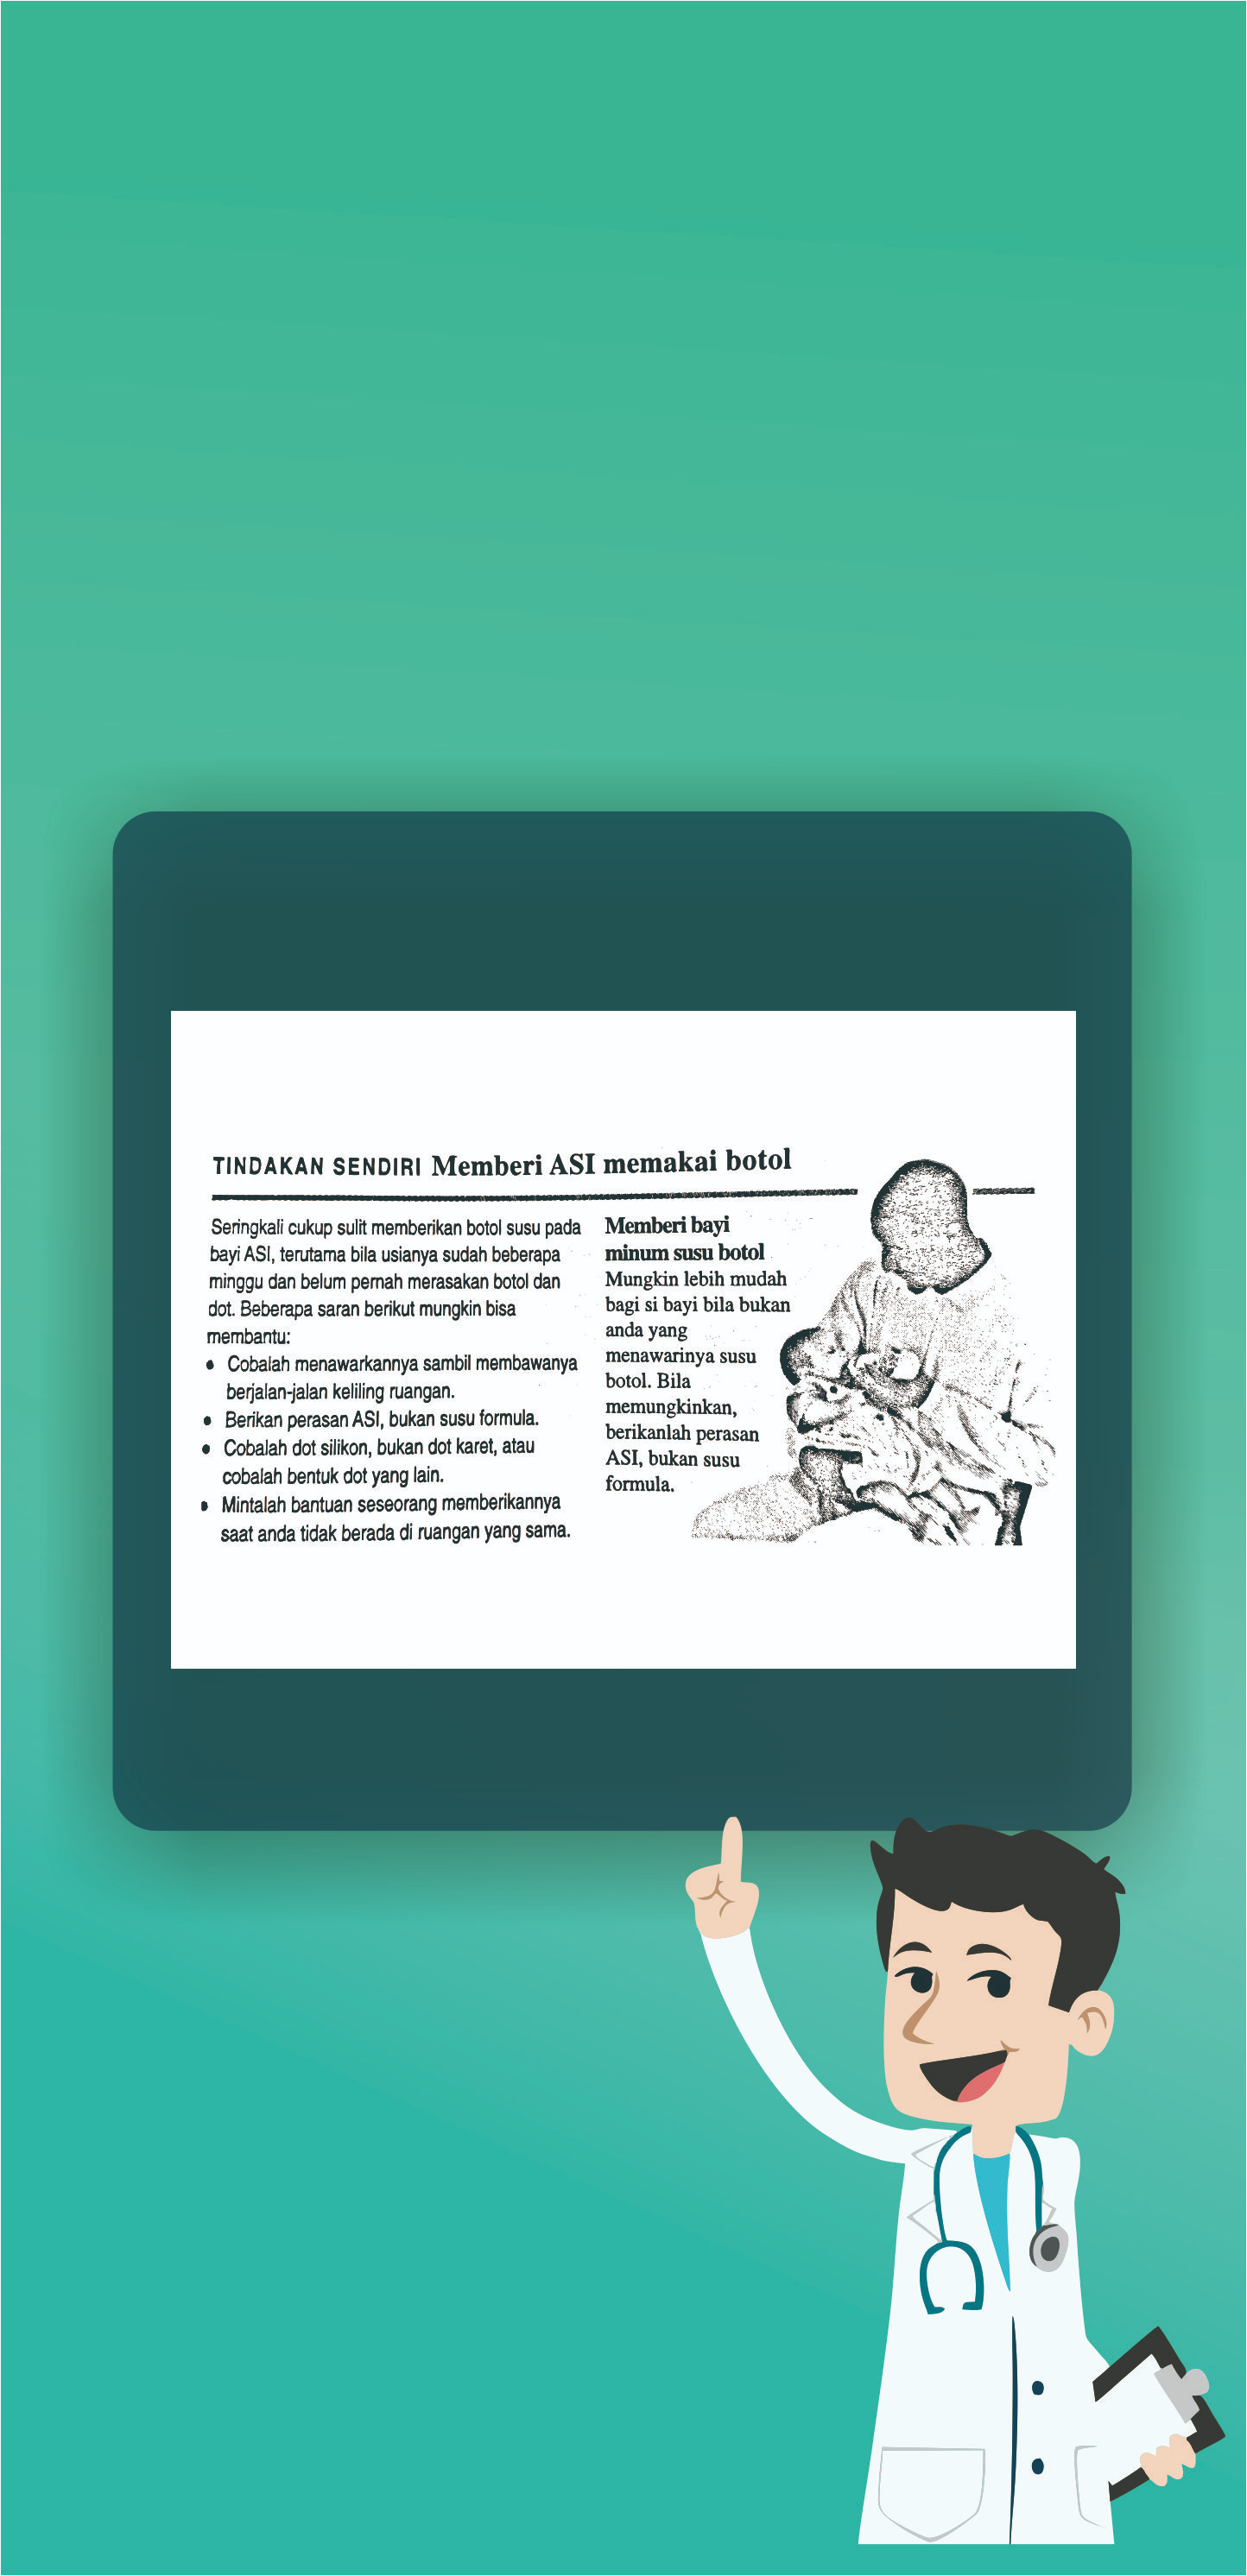 TINDAKAN SENDIRI Memberi ASI memakai botol
Seringkali cukup sulit memberikan botol susu pada
bayi ASI, terutama bila usianya sudah beberapa
minggu dan belum pernah merasakan botol dan
dot. Beberapa saran berikut mungkin bisa
membantu:
• Cobalah menawarkannya sambil membawanya
berjalan-jalan keliling ruangan.
• Berikan perasan ASI, bukan susu formula.
• Cobalah dot silikon, bukan dot karet, atau
cobalah bentuk dot yang lain.
• Mintalah bantuan seseorang memberikannya
saat anda tidak berada di ruangan yang sama.
Memberi bayi
minum susu botol
Mungkin lebih mudah
bagi si bayi bila bukan
anda yang
menawarinya susu
botol. Bila
memungkinkan,
berikanlah perasan
ASI, bukan susu
formula.